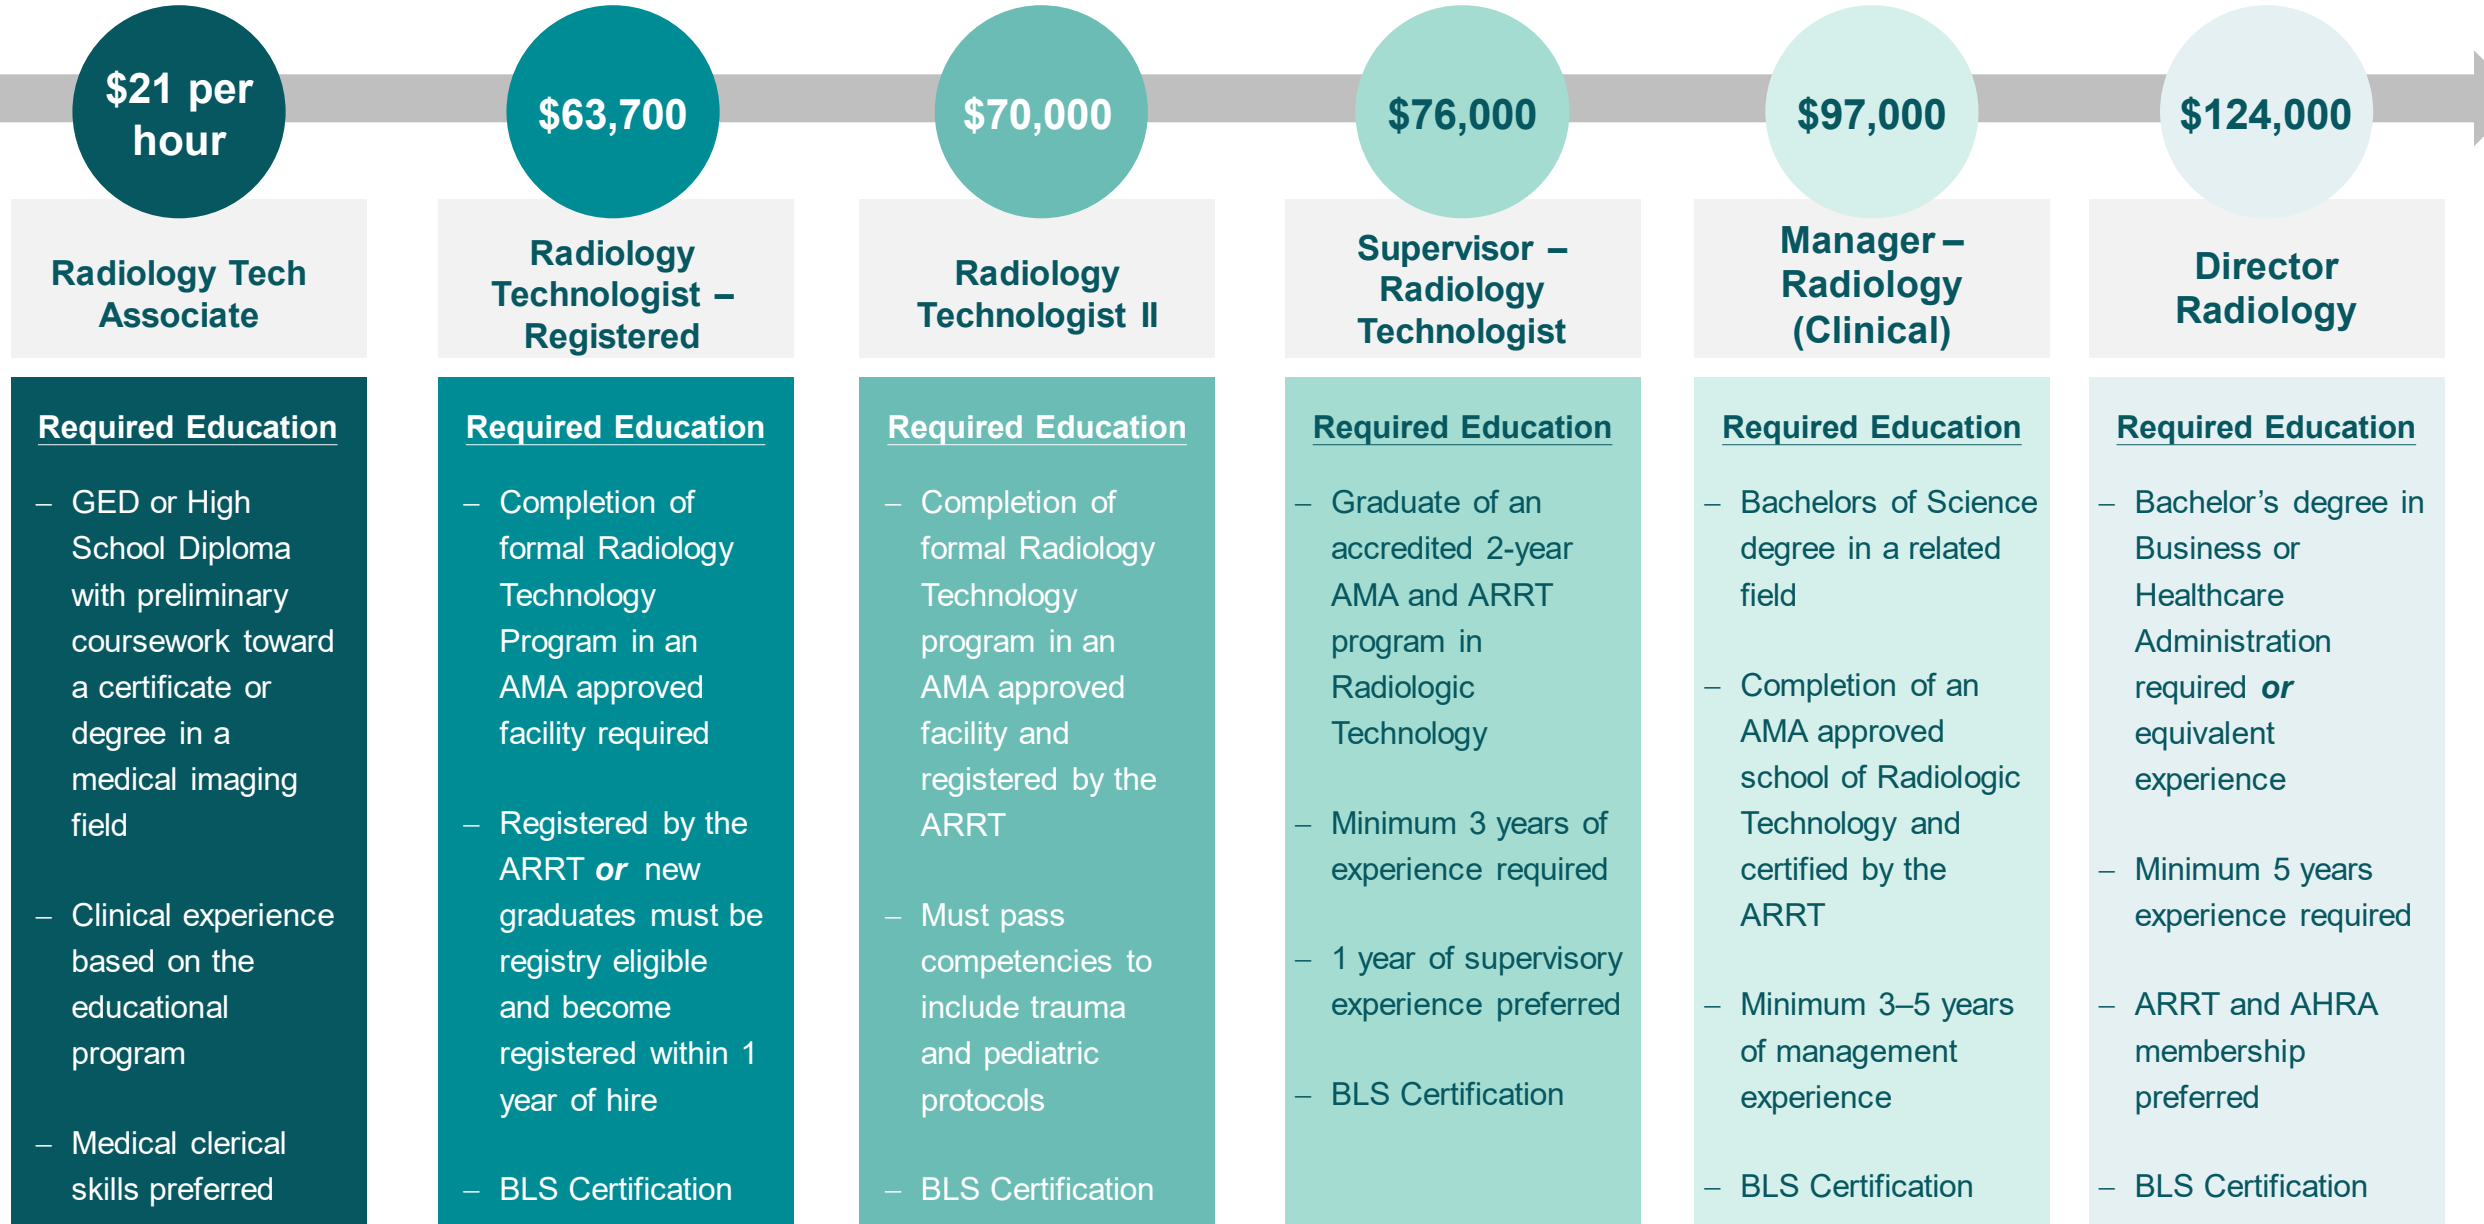 $21 per
hour
$63,700
$70,000
$76,000
$97,000
$124,000
Radiology Tech
Associate
Radiology
Technologist –
Registered
Radiology
Technologist II
Supervisor –
Radiology
Technologist
Manager –
Radiology
(Clinical)
Director
Radiology
Required Education
– GED or High
School Diploma
with preliminary
coursework toward
a certificate or
degree in a
medical imaging
field
– Clinical experience
based on the
educational
program
– Medical clerical
skills preferred
Required Education
– Completion of
formal Radiology
Technology
Program in an
AMA approved
facility required
– Registered by the
ARRT or new
graduates must be
registry eligible
and become
registered within 1
year of hire
– BLS Certification
Required Education
– Completion of
formal Radiology
Technology
program in an
AMA approved
facility and
registered by the
ARRT
– Must pass
competencies to
include trauma
and pediatric
protocols
– BLS Certification
Required Education
– Graduate of an
accredited 2-year
AMA and ARRT
program in
Radiologic
Technology
– Minimum 3 years of
experience required
– 1 year of supervisory
experience preferred
– BLS Certification
Required Education
– Bachelors of Science
degree in a related
field
– Completion of an
AMA approved
school of Radiologic
Technology and
certified by the
ARRT
– Minimum 3–5 years
of management
experience
– BLS Certification
Required Education
– Bachelor’s degree in
Business or
Healthcare
Administration
required or
equivalent
experience
– Minimum 5 years
experience required
– ARRT and AHRA
membership
preferred
– BLS Certification